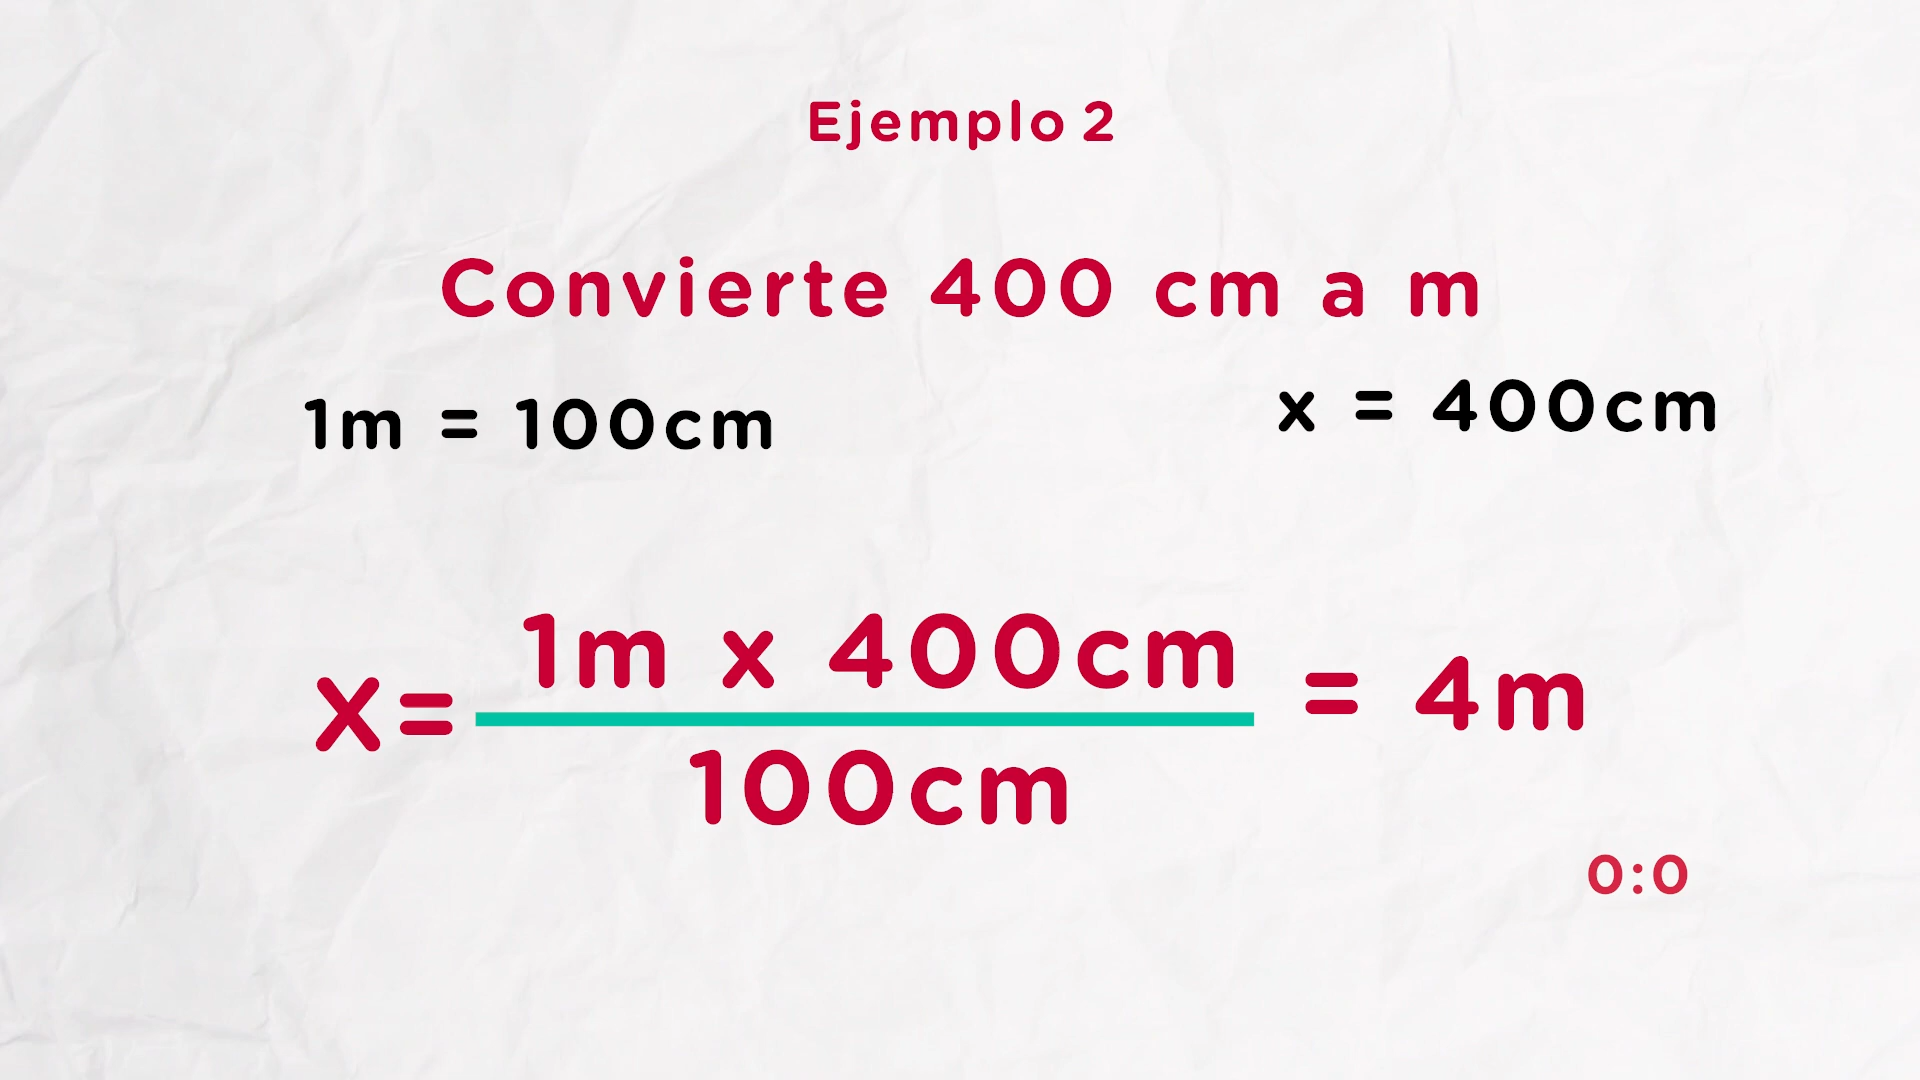 Ejemplo 2
Convierte 400 cm a m
1m = 100cm
x = 400cm
X= 1m x 400cm = 4m
100cm
0:0